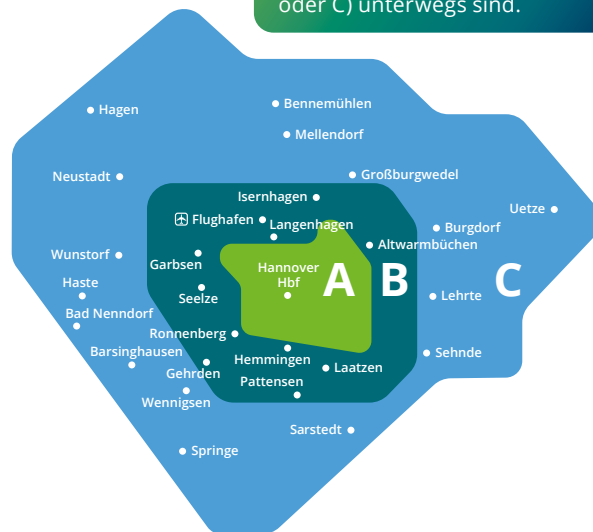 oder C) unterwegs sind.
Bennemühlen
Hagen
Mellendorf
Großburgwedel
Neustadt
Isernhagen
Uetze
Flughafen
Langenhagen
Burgdorf
Altwarmbüchen
Wunstorf
Garbsen
Hannover
Hbf
A
B
C
Haste
Seelze
Lehrte
Bad Nenndorf
Ronnenberg
Barsinghausen
Hemmingen
Sehnde
Gehrden
Laatzen
Pattensen
Wennigsen
Sarstedt
Springe